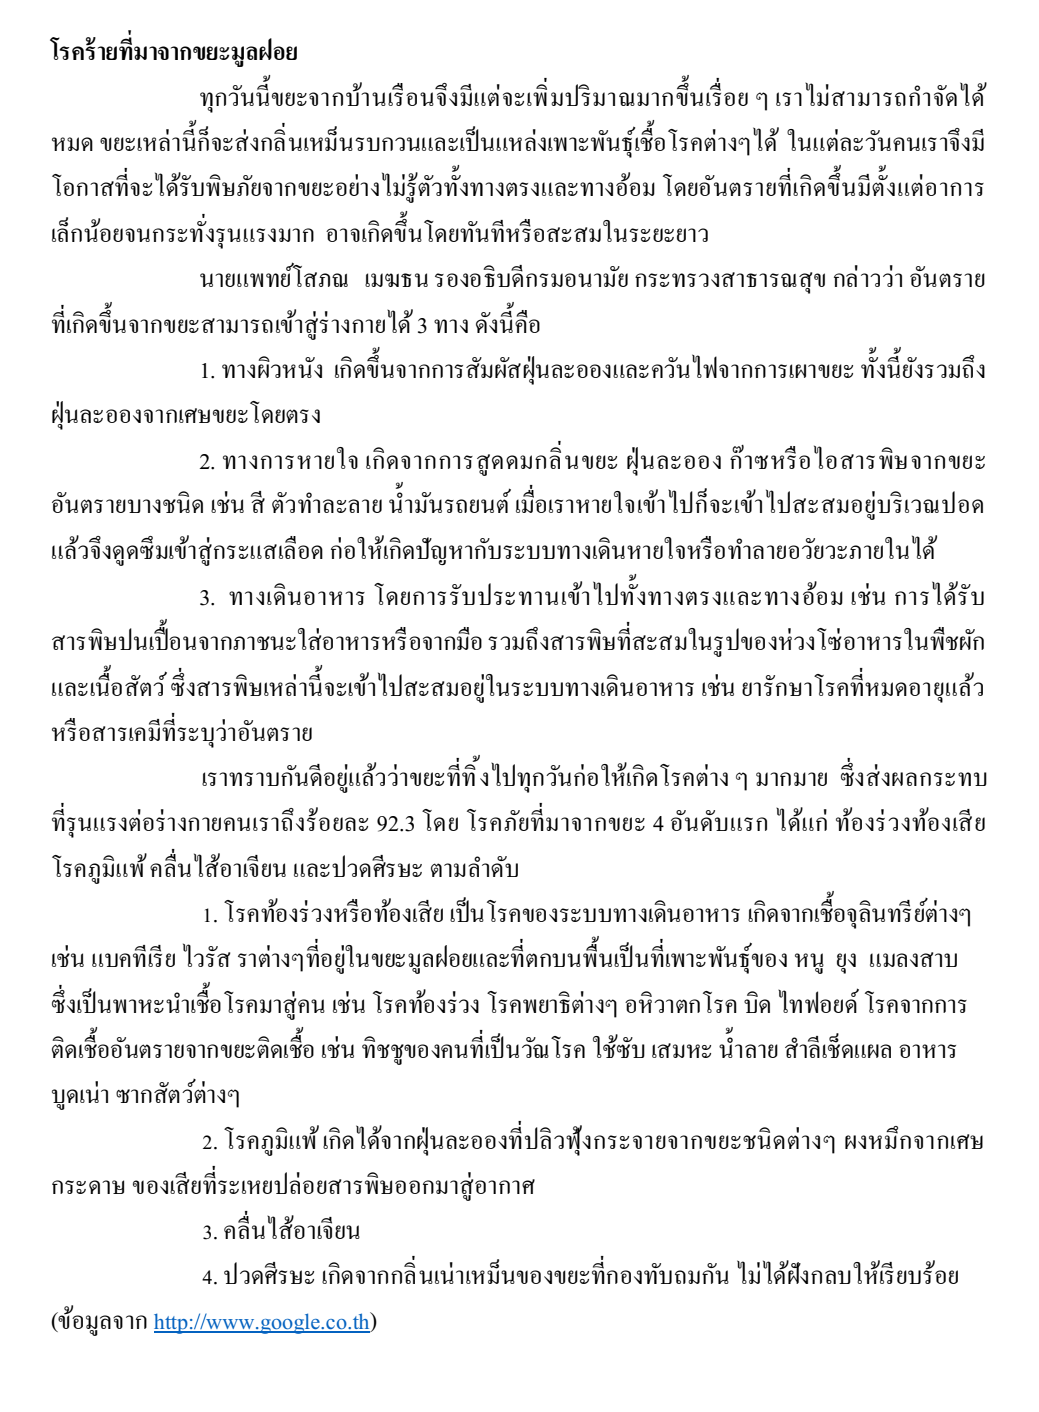 โรคร้ายที่มาจากขยะมูลฝอย
ทุกวันนี้ขยะจากบ้านเรือนจึงมีแต่จะเพิ่มปริมาณมากขึ้นเรื่อย ๆ เราไม่สามารถกำจัดได้
หมด ขยะเหล่านี้ก็จะส่งกลิ่นเหม็นรบกวนและเป็นแหล่งเพาะพันธุ์เชื้อโรคต่างๆได้ ในแต่ละวันคนเราจึงมี
โอกาสที่จะได้รับพิษภัยจากขยะอย่างไม่รู้ตัวทั้งทางตรงและทางอ้อม โดยอันตรายที่เกิดขึ้นมีตั้งแต่อาการ
เล็กน้อยจนกระทั่งรุนแรงมาก อาจเกิดขึ้นโดยทันทีหรือสะสมในระยะยาว
นายแพทย์โสภณ เมฆธน รองอธิบดีกรมอนามัย กระทรวงสาธารณสุข กล่าวว่า อันตราย
ที่เกิดขึ้นจากขยะสามารถเข้าสู่ร่างกายได้ 3 ทาง ดังนี้คือ
1. ทางผิวหนัง เกิดขึ้นจากการสัมผัสฝุ่นละอองและควันไฟจากการเผาขยะ ทั้งนี้ยังรวมถึง
ฝุ่นละอองจากเศษขยะโดยตรง
2. ทางการหายใจ เกิดจากการสูดดมกลิ่นขยะ ฝุ่นละออง ก๊าซหรือไอสารพิษจากขยะ
อันตรายบางชนิด เช่น สี ตัวทำละลาย น้ำมันรถยนต์ เมื่อเราหายใจเข้าไปก็จะเข้าไปสะสมอยู่บริเวณปอด
แล้วจึงดูดซึมเข้าสู่กระแสเลือด ก่อให้เกิดปัญหากับระบบทางเดินหายใจหรือทำลายอวัยวะภายในได้
3. ทางเดินอาหาร โดยการรับประทานเข้าไปทั้งทางตรงและทางอ้อม เช่น การได้รับ
สารพิษปนเปื้อนจากภาชนะใส่อาหารหรือจากมือ รวมถึงสารพิษที่สะสมในรูปของห่วงโซ่อาหารในพืชผัก
และเนื้อสัตว์ ซึ่งสารพิษเหล่านี้จะเข้าไปสะสมอยู่ในระบบทางเดินอาหาร เช่น ยารักษาโรคที่หมดอายุแล้ว
หรือสารเคมีที่ระบุว่าอันตราย
เราทราบกันดีอยู่แล้วว่าขยะที่ทิ้งไปทุกวันก่อให้เกิดโรคต่าง ๆ มากมาย ซึ่งส่งผลกระทบ
ที่รุนแรงต่อร่างกายคนเราถึงร้อยละ 92.3 โดย โรคภัยที่มาจากขยะ 4 อันดับแรก ได้แก่ ท้องร่วงท้องเสีย
โรคภูมิแพ้ คลื่นไส้อาเจียน และปวดศีรษะ ตามลำดับ
1. โรคท้องร่วงหรือท้องเสีย เป็นโรคของระบบทางเดินอาหาร เกิดจากเชื้อจุลินทรีย์ต่างๆ
เช่น แบคทีเรีย ไวรัส ราต่างๆที่อยู่ในขยะมูลฝอยและที่ตกบนพื้นเป็นที่เพาะพันธุ์ของ หนู ยุง แมลงสาบ
ซึ่งเป็นพาหะนำเชื้อโรคมาสู่คน เช่น โรคท้องร่วง โรคพยาธิต่างๆ อหิวาตกโรค บิด ไทฟอยด์ โรคจากการ
ติดเชื้ออันตรายจากขยะติดเชื้อ เช่น ทิชชูของคนที่เป็นวัณโรค ใช้ซับ เสมหะ น้ำลาย สำลีเช็ดแผล อาหาร
บูดเน่า ซากสัตว์ต่างๆ
2. โรคภูมิแพ้ เกิดได้จากฝุ่นละอองที่ปลิวฟุ้งกระจายจากขยะชนิดต่างๆ ผงหมึกจากเศษ
กระดาษ ของเสียที่ระเหยปล่อยสารพิษออกมาสู่อากาศ
3. คลื่นไส้อาเจียน
4. ปวดศีรษะ เกิดจากกลิ่นเน่าเหม็นของขยะที่กองทับถมกัน ไม่ได้ฝังกลบให้เรียบร้อย
(ข้อมูลจาก http://www.google.co.th)